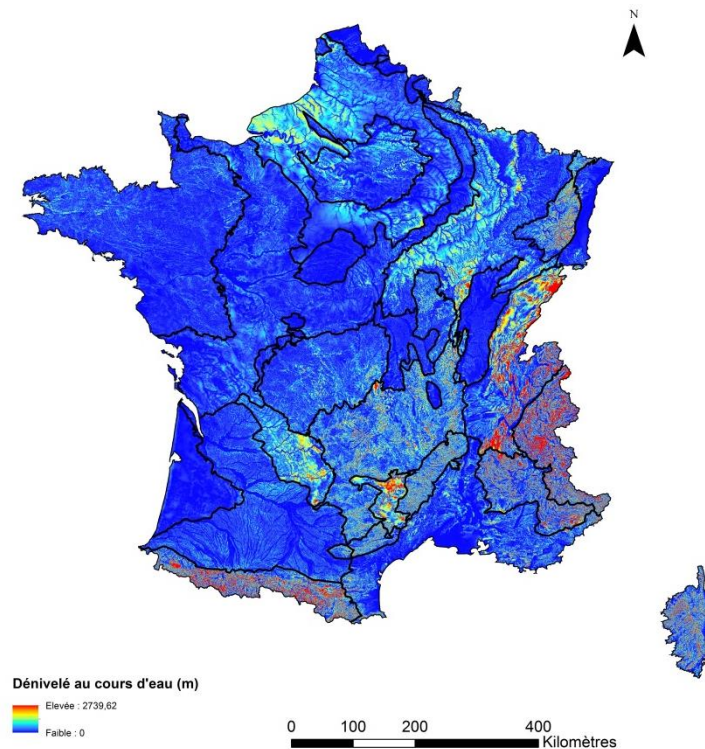 N
Dénivelé au cours d'eau (m)
Elevée : 2739,62
Faible : 0
0 100 200 400
Kilomètres